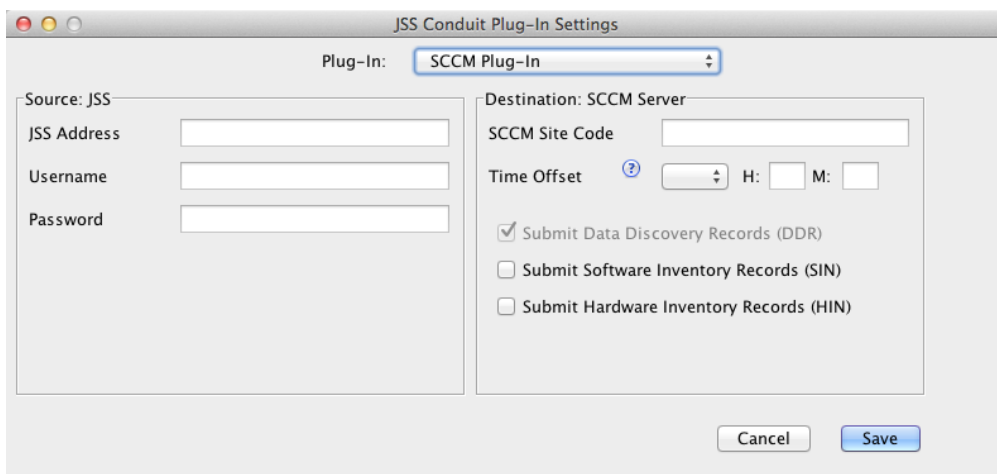 JSS Conduit Plug-In Settings
Plug-In: SCCM Plug-In
Source: JSS
JSS Address
Username
Password
Destination: SCCM Server
SCCM Site Code
Time Offset ? H: M:
Submit Data Discovery Records (DDR)
Submit Software Inventory Records (SIN)
Submit Hardware Inventory Records (HIN)
Cancel Save